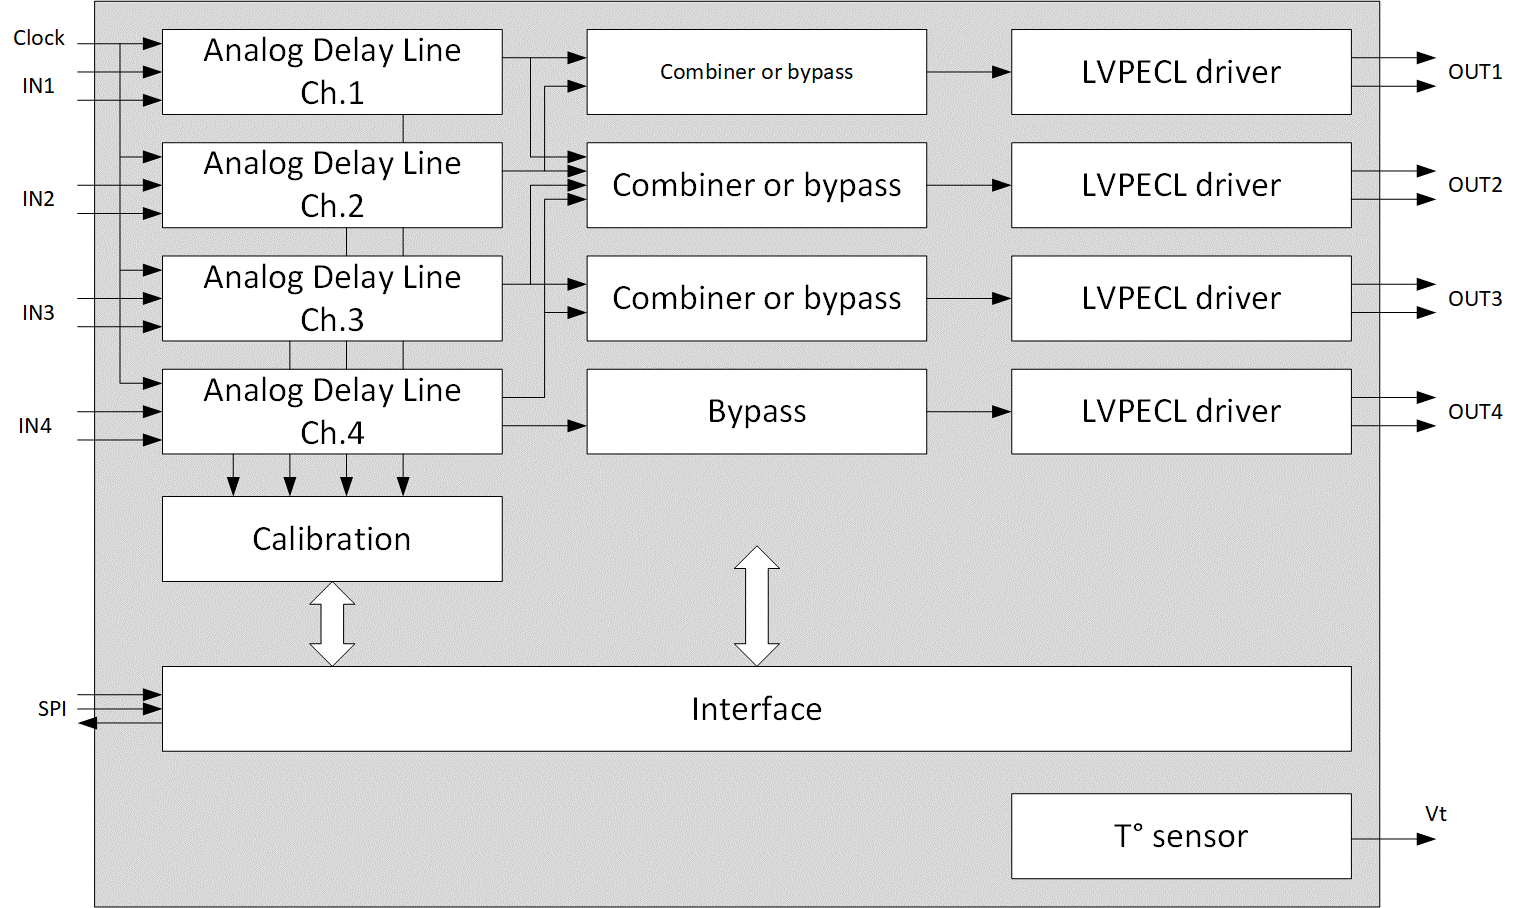 Clock
IN1
Analog Delay Line
Ch.1
Combiner or bypass
LVPECL driver
OUT1
IN2
Analog Delay Line
Ch.2
Combiner or bypass
LVPECL driver
OUT2
IN3
Analog Delay Line
Ch.3
Combiner or bypass
LVPECL driver
OUT3
IN4
Analog Delay Line
Ch.4
Bypass
LVPECL driver
OUT4
Calibration
SPI
Interface
T° sensor
Vt